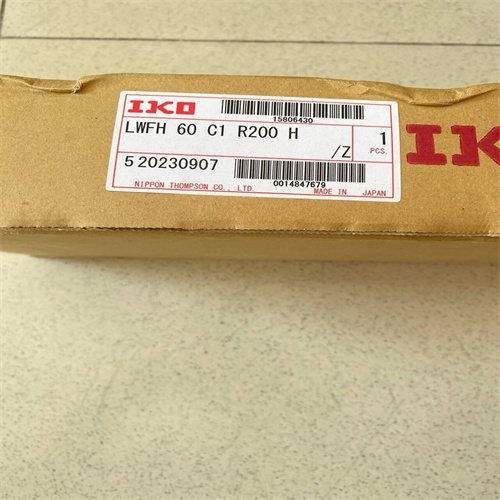 IKO
15806430
LWFH 60 C1 R200 H
/Z
1
PCS.
5 20230907
0014847679
NIPPON THOMPSON CO., LTD.
MADE IN JAPAN
IKO